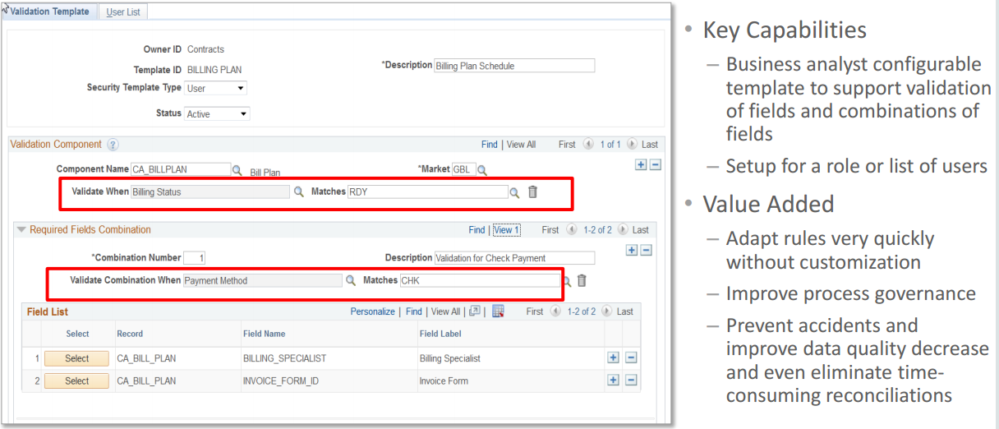 Validation Template User List
Owner ID Contracts
Template ID BILLING PLAN
*Description Billing Plan Schedule
Security Template Type User
Status Active
Validation Component ? Find | View All First 1 of 1 Last
Component Name CA_BILLPLAN Bill Plan *Market GBL
Validate When Billing Status Matches RDY
Required Fields Combination Find | View 1 First 1-2 of 2 Last
*Combination Number 1 Description Validation for Check Payment
Validate Combination When Payment Method Matches CHK
Field List Personalize | Find | View All | | First 1-2 of 2 Last
Select Record Field Name Field Label
1 Select CA_BILL_PLAN BILLING_SPECIALIST Billing Specialist
2 Select CA_BILL_PLAN INVOICE_FORM_ID Invoice Form
• Key Capabilities
– Business analyst configurable
template to support validation
of fields and combinations of
fields
– Setup for a role or list of users
• Value Added
– Adapt rules very quickly
without customization
– Improve process governance
– Prevent accidents and
improve data quality decrease
and even eliminate time-
consuming reconciliations